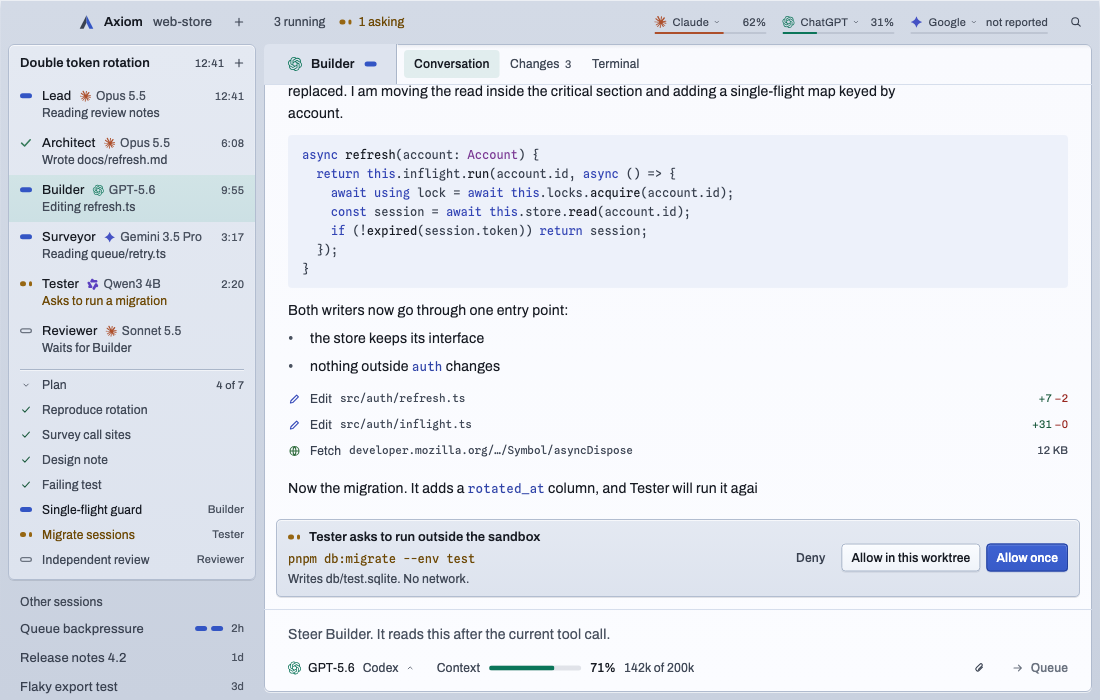 Axiom web-store + 3 running 1 asking Claude 62% ChatGPT 31% Google not reported
Double token rotation 12:41 +
Lead Opus 5.5 12:41
Reading review notes
Architect Opus 5.5 6:08
Wrote docs/refresh.md
Builder GPT-5.6 9:55
Editing refresh.ts
Surveyor Gemini 3.5 Pro 3:17
Reading queue/retry.ts
Tester Qwen3 4B 2:20
Asks to run a migration
Reviewer Sonnet 5.5
Waits for Builder
Plan 4 of 7
Reproduce rotation
Survey call sites
Design note
Failing test
Single-flight guard Builder
Migrate sessions Tester
Independent review Reviewer
Other sessions
Queue backpressure 2h
Release notes 4.2 1d
Flaky export test 3d
Builder Conversation Changes 3 Terminal
replaced. I am moving the read inside the critical section and adding a single-flight map keyed by
account.
async refresh(account: Account) {
return this.inflight.run(account.id, async () => {
await using lock = await this.locks.acquire(account.id);
const session = await this.store.read(account.id);
if (!expired(session.token)) return session;
});
}
Both writers now go through one entry point:
• the store keeps its interface
• nothing outside auth changes
Edit src/auth/refresh.ts +7 −2
Edit src/auth/inflight.ts +31 −0
Fetch developer.mozilla.org/…/Symbol/asyncDispose 12 KB
Now the migration. It adds a rotated_at column, and Tester will run it agai
Tester asks to run outside the sandbox
pnpm db:migrate --env test
Writes db/test.sqlite. No network.
Deny Allow in this worktree Allow once
Steer Builder. It reads this after the current tool call.
GPT-5.6 Codex Context 71% 142k of 200k → Queue